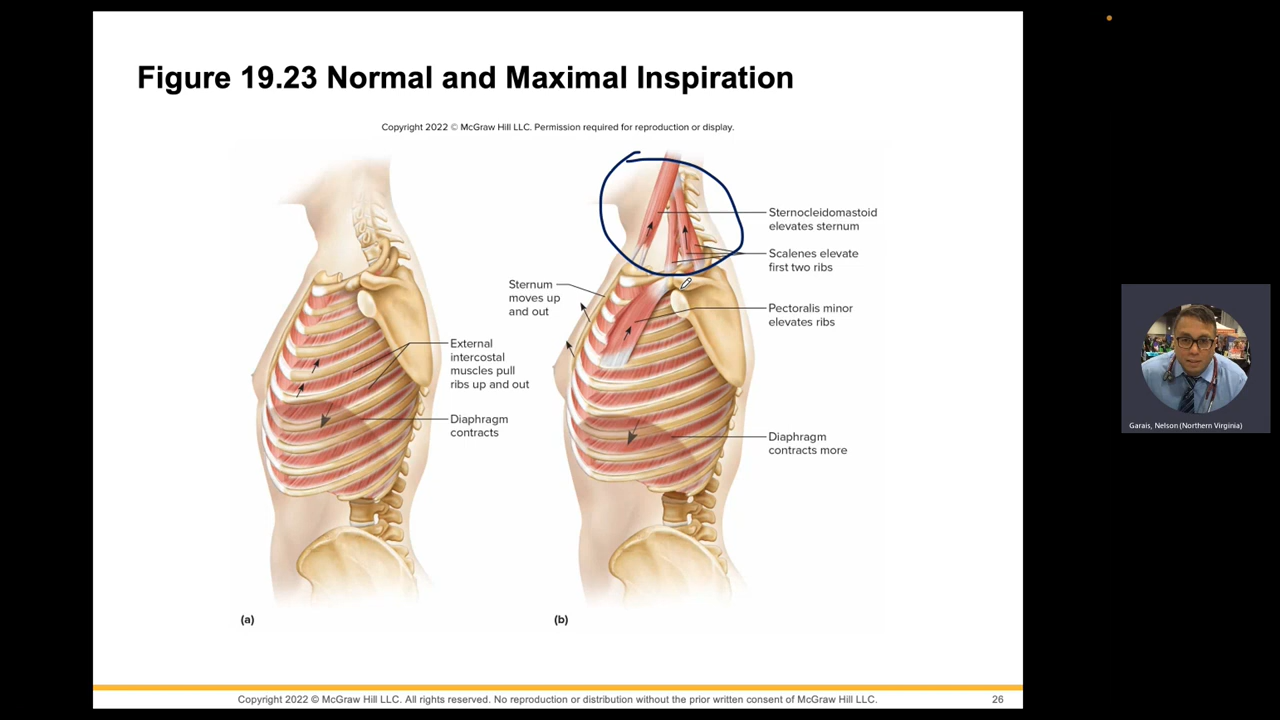 Figure 19.23 Normal and Maximal Inspiration
Copyright 2022 © McGraw Hill LLC. Permission required for reproduction or display.
External
intercostal
muscles pull
ribs up and out
Diaphragm
contracts
(a)
Sternum
moves up
and out
Sternocleidomastoid
elevates sternum
Scalenes elevate
first two ribs
Pectoralis minor
elevates ribs
Diaphragm
contracts more
(b)
Copyright 2022 © McGraw Hill LLC. All rights reserved. No reproduction or distribution without the prior written consent of McGraw Hill LLC.
26
Garais, Nelson (Northern Virginia)